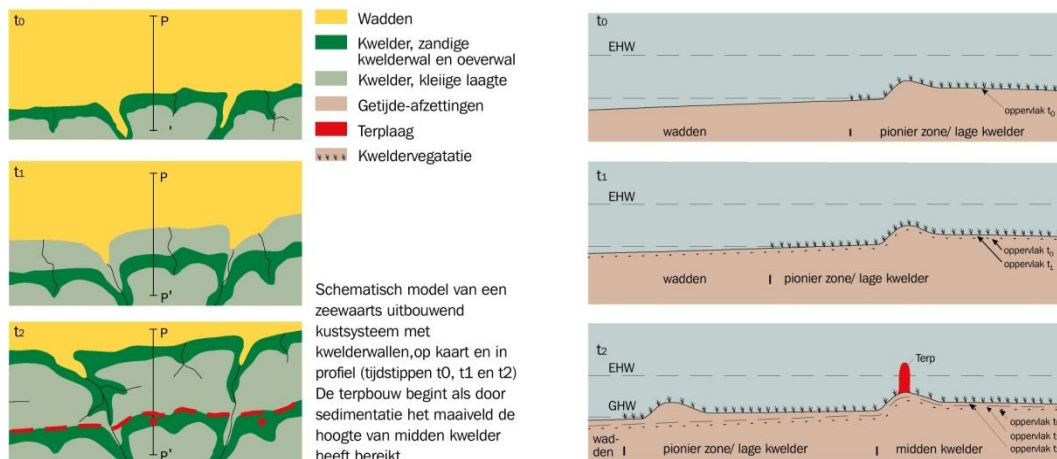 t0
P
P'
t1
P
P'
t2
P
P'
Wadden
Kwelder, zandige
kwelderwal en oeverwal
Kwelder, kleiige laagte
Getijde-afzettingen
Terplaag
Kweldervegatatie
Schematisch model van een
zeewaarts uitbouwend
kustsysteem met
kwelderwallen,op kaart en in
profiel (tijdstippen t0, t1 en t2)
De terpbouw begint als door
sedimentatie het maaiveld de
hoogte van midden kwelder
heeft bereikt
t0
EHW
oppervlak t0
wadden
pionier zone/ lage kwelder
t1
EHW
oppervlak t0
oppervlak t1
wadden
pionier zone/ lage kwelder
t2
Terp
EHW
GHW
oppervlak t
oppervlak t
oppervlak t
wad-
den
pionier zone/ lage kwelder
midden kwelder